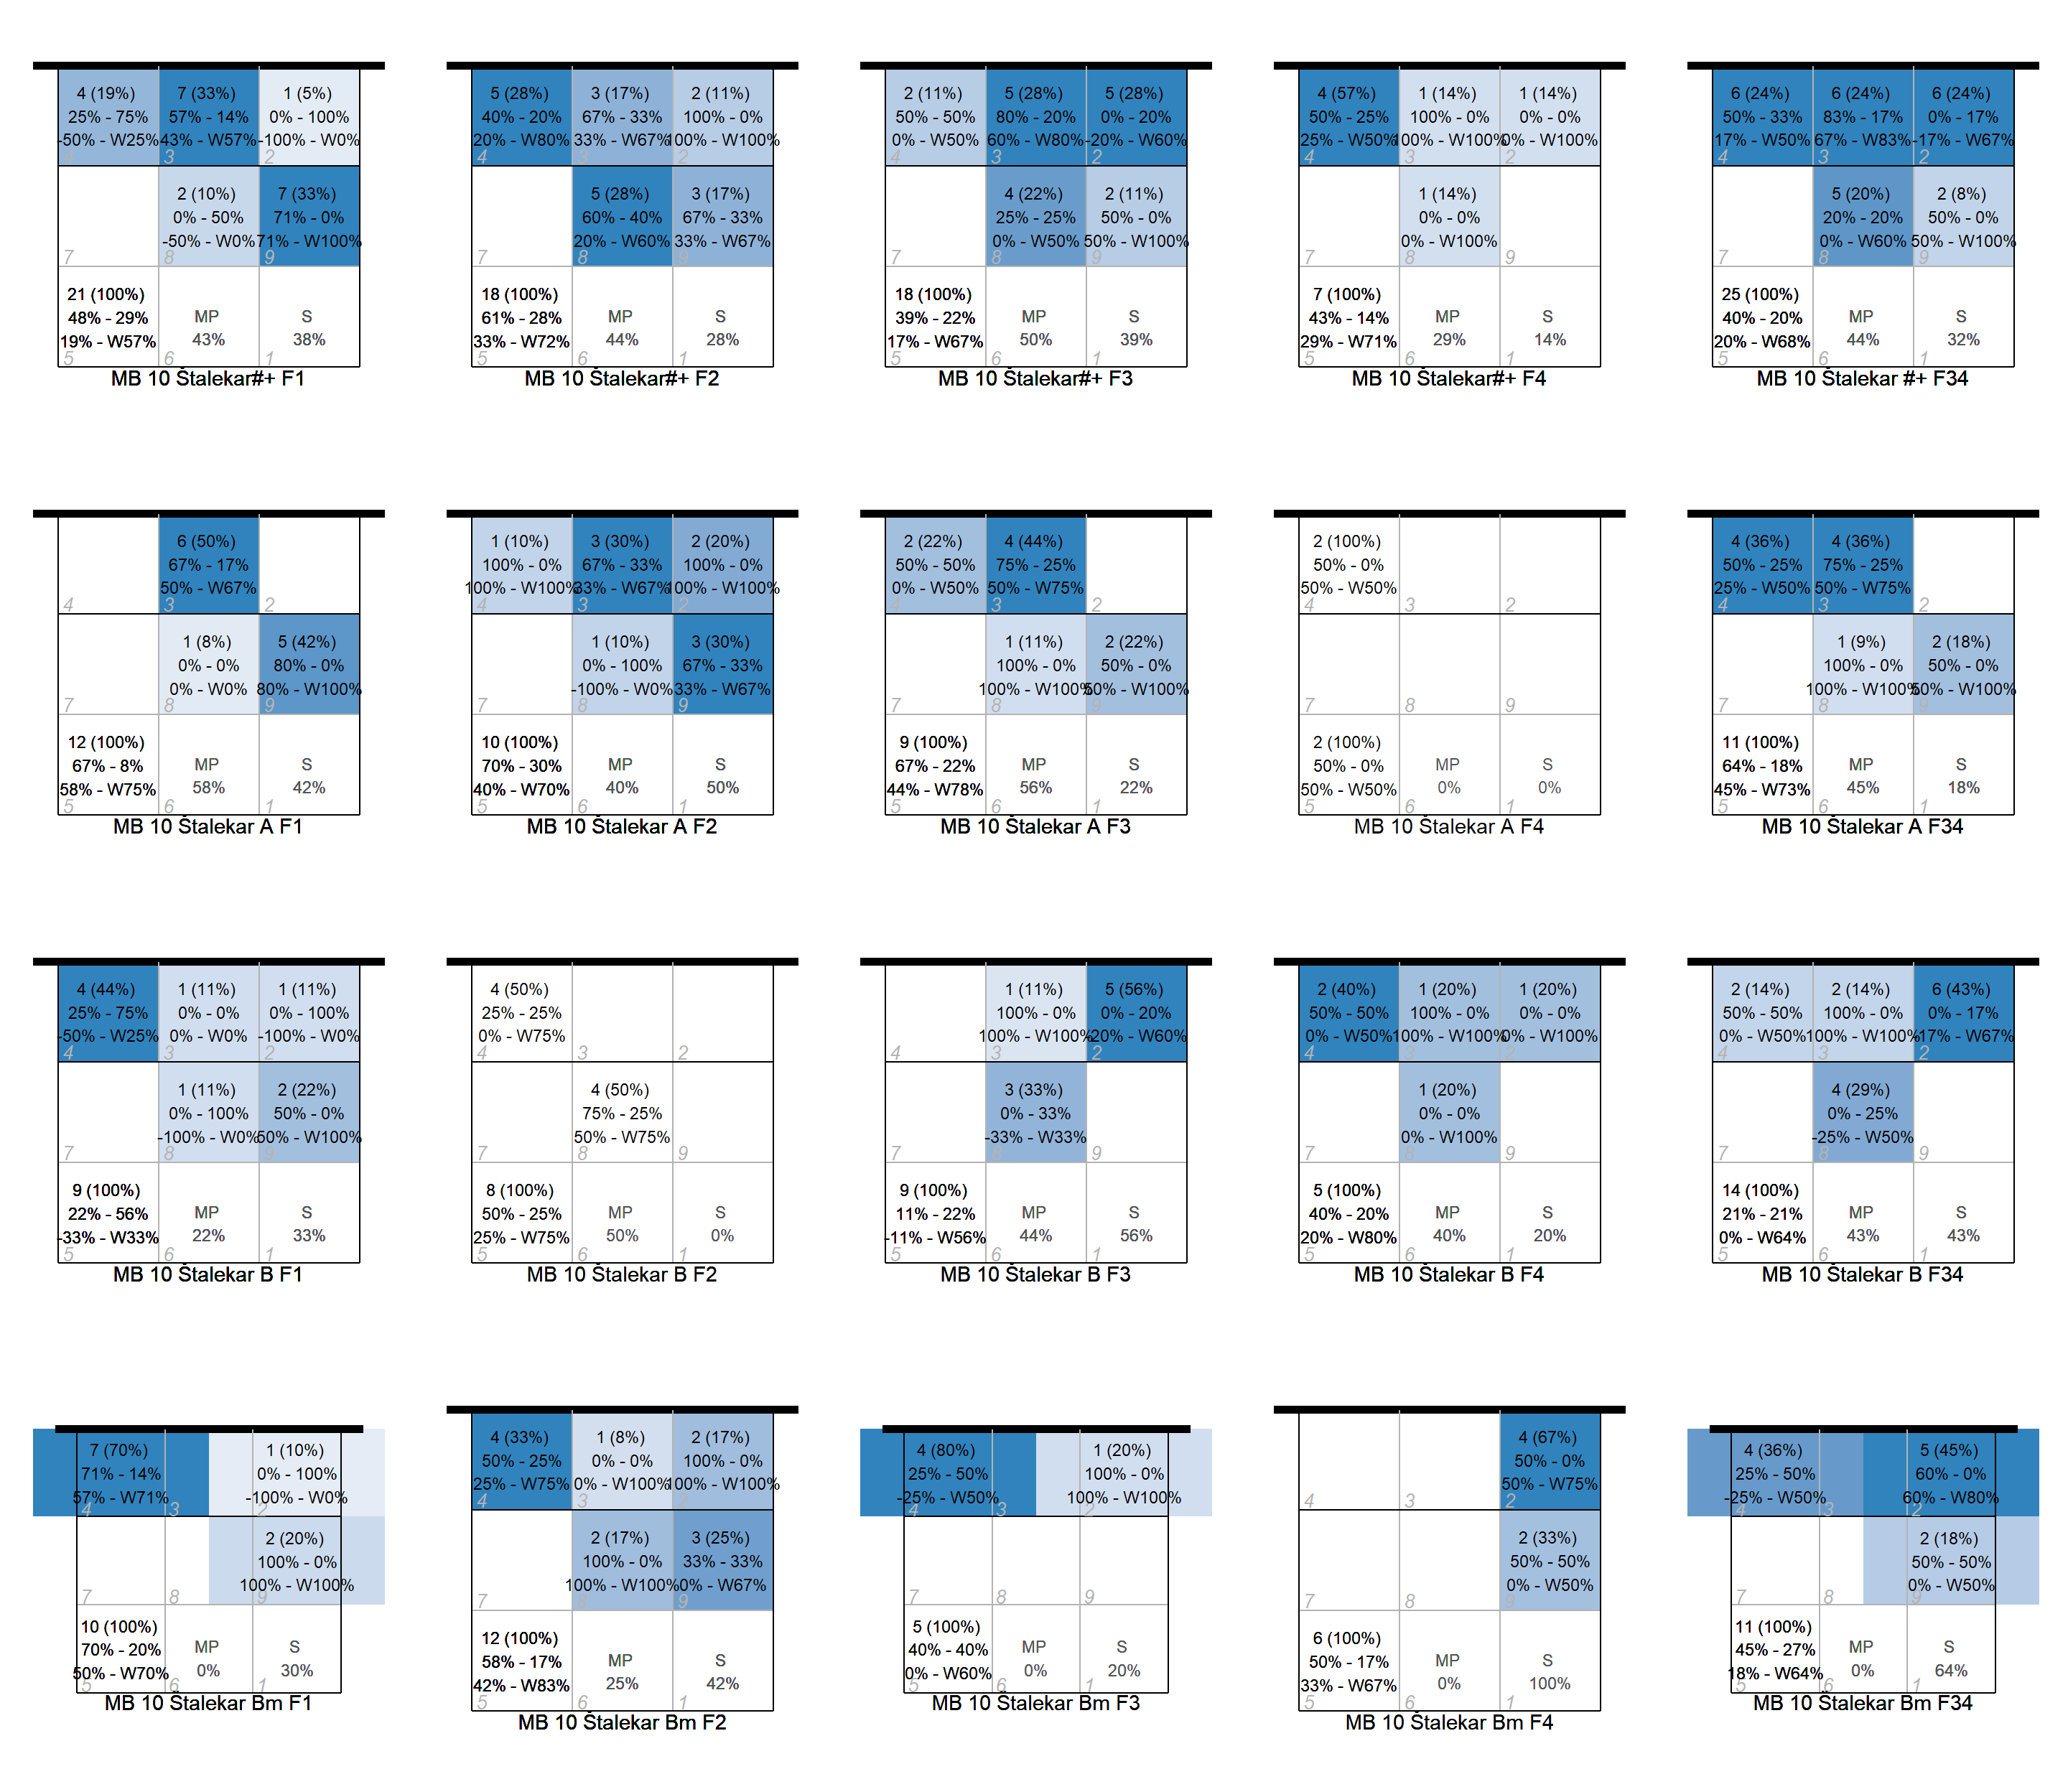 4 (19%)
25% - 75%
-50% - W25%
4
7 (33%)
57% - 14%
43% - W57%
3
1 (5%)
0% - 100%
-100% - W0%
2
7
2 (10%)
0% - 50%
-50% - W0%
8
7 (33%)
71% - 0%
71% - W100%
9
21 (100%)
48% - 29%
19% - W57%
5
MP
43%
6
S
38%
1
MB 10 Štalekar#+ F1
5 (28%)
40% - 20%
20% - W80%
4
3 (17%)
67% - 33%
33% - W67%
3
2 (11%)
100% - 0%
100% - W100%
2
7
5 (28%)
60% - 40%
20% - W60%
8
3 (17%)
67% - 33%
33% - W67%
9
18 (100%)
61% - 28%
33% - W72%
5
MP
44%
6
S
28%
1
MB 10 Štalekar#+ F2
2 (11%)
50% - 50%
0% - W50%
4
5 (28%)
80% - 20%
60% - W80%
3
5 (28%)
0% - 20%
-20% - W60%
2
7
4 (22%)
25% - 25%
0% - W50%
8
2 (11%)
50% - 0%
50% - W100%
9
18 (100%)
39% - 22%
17% - W67%
5
MP
50%
6
S
39%
1
MB 10 Štalekar#+ F3
4 (57%)
50% - 25%
25% - W50%
4
1 (14%)
100% - 0%
100% - W100%
3
1 (14%)
0% - 0%
0% - W100%
2
7
1 (14%)
0% - 0%
0% - W100%
8
9
7 (100%)
43% - 14%
29% - W71%
5
MP
29%
6
S
14%
1
MB 10 Štalekar#+ F4
6 (24%)
50% - 33%
17% - W50%
4
6 (24%)
83% - 17%
67% - W83%
3
6 (24%)
0% - 17%
-17% - W67%
2
7
5 (20%)
20% - 20%
0% - W60%
8
2 (8%)
50% - 0%
50% - W100%
9
25 (100%)
40% - 20%
20% - W68%
5
MP
44%
6
S
32%
1
MB 10 Štalekar #+ F34
4
6 (50%)
67% - 17%
50% - W67%
3
2
7
1 (8%)
0% - 0%
0% - W0%
8
5 (42%)
80% - 0%
80% - W100%
9
12 (100%)
67% - 8%
58% - W75%
5
MP
58%
6
S
42%
1
MB 10 Štalekar A F1
1 (10%)
100% - 0%
100% - W100%
4
3 (30%)
67% - 33%
33% - W67%
3
2 (20%)
100% - 0%
100% - W100%
2
7
1 (10%)
0% - 100%
-100% - W0%
8
3 (30%)
67% - 33%
33% - W67%
9
10 (100%)
70% - 30%
40% - W70%
5
MP
40%
6
S
50%
1
MB 10 Štalekar A F2
2 (22%)
50% - 50%
0% - W50%
4
4 (44%)
75% - 25%
50% - W75%
3
2
7
1 (11%)
100% - 0%
100% - W100%
8
2 (22%)
50% - 0%
50% - W100%
9
9 (100%)
67% - 22%
44% - W78%
5
MP
56%
6
S
22%
1
MB 10 Štalekar A F3
2 (100%)
50% - 0%
50% - W50%
4
3
2
7
8
9
2 (100%)
50% - 0%
50% - W50%
5
MP
0%
6
S
0%
1
MB 10 Štalekar A F4
4 (36%)
50% - 25%
25% - W50%
4
4 (36%)
75% - 25%
50% - W75%
3
2
7
1 (9%)
100% - 0%
100% - W100%
8
2 (18%)
50% - 0%
50% - W100%
9
11 (100%)
64% - 18%
45% - W73%
5
MP
45%
6
S
18%
1
MB 10 Štalekar A F34
4 (44%)
25% - 75%
-50% - W25%
4
1 (11%)
0% - 0%
0% - W0%
3
1 (11%)
0% - 100%
-100% - W0%
2
7
1 (11%)
0% - 100%
-100% - W0%
8
2 (22%)
50% - 0%
50% - W100%
9
9 (100%)
22% - 56%
-33% - W33%
5
MP
22%
6
S
33%
1
MB 10 Štalekar B F1
4 (50%)
25% - 25%
0% - W75%
4
3
2
7
4 (50%)
75% - 25%
50% - W75%
8
9
8 (100%)
50% - 25%
25% - W75%
5
MP
50%
6
S
0%
1
MB 10 Štalekar B F2
4
1 (11%)
100% - 0%
100% - W100%
3
5 (56%)
0% - 20%
-20% - W60%
2
7
3 (33%)
0% - 33%
-33% - W33%
8
9
9 (100%)
11% - 22%
-11% - W56%
5
MP
44%
6
S
56%
1
MB 10 Štalekar B F3
2 (40%)
50% - 50%
0% - W50%
4
1 (20%)
100% - 0%
100% - W100%
3
1 (20%)
0% - 0%
0% - W100%
2
7
1 (20%)
0% - 0%
0% - W100%
8
9
5 (100%)
40% - 20%
20% - W80%
5
MP
40%
6
S
20%
1
MB 10 Štalekar B F4
2 (14%)
50% - 50%
0% - W50%
4
2 (14%)
100% - 0%
100% - W100%
3
6 (43%)
0% - 17%
-17% - W67%
2
7
4 (29%)
0% - 25%
-25% - W50%
8
9
14 (100%)
21% - 21%
0% - W64%
5
MP
43%
6
S
43%
1
MB 10 Štalekar B F34
7 (70%)
71% - 14%
57% - W71%
4
3
1 (10%)
0% - 100%
-100% - W0%
2
7
8
2 (20%)
100% - 0%
100% - W100%
9
10 (100%)
70% - 20%
50% - W70%
5
MP
0%
6
S
30%
1
MB 10 Štalekar Bm F1
4 (33%)
50% - 25%
25% - W75%
4
1 (8%)
0% - 0%
0% - W100%
3
2 (17%)
100% - 0%
100% - W100%
2
7
2 (17%)
100% - 0%
100% - W100%
8
3 (25%)
33% - 33%
0% - W67%
9
12 (100%)
58% - 17%
42% - W83%
5
MP
25%
6
S
42%
1
MB 10 Štalekar Bm F2
4 (80%)
25% - 50%
-25% - W50%
4
3
1 (20%)
100% - 0%
100% - W100%
2
7
8
9
5 (100%)
40% - 40%
0% - W60%
5
MP
0%
6
S
20%
1
MB 10 Štalekar Bm F3
4
3
4 (67%)
50% - 0%
50% - W75%
2
7
8
2 (33%)
50% - 50%
0% - W50%
9
6 (100%)
50% - 17%
33% - W67%
5
MP
0%
6
S
100%
1
MB 10 Štalekar Bm F4
4 (36%)
25% - 50%
-25% - W50%
4
3
5 (45%)
60% - 0%
60% - W80%
2
7
8
2 (18%)
50% - 50%
0% - W50%
9
11 (100%)
45% - 27%
18% - W64%
5
MP
0%
6
S
64%
1
MB 10 Štalekar Bm F34